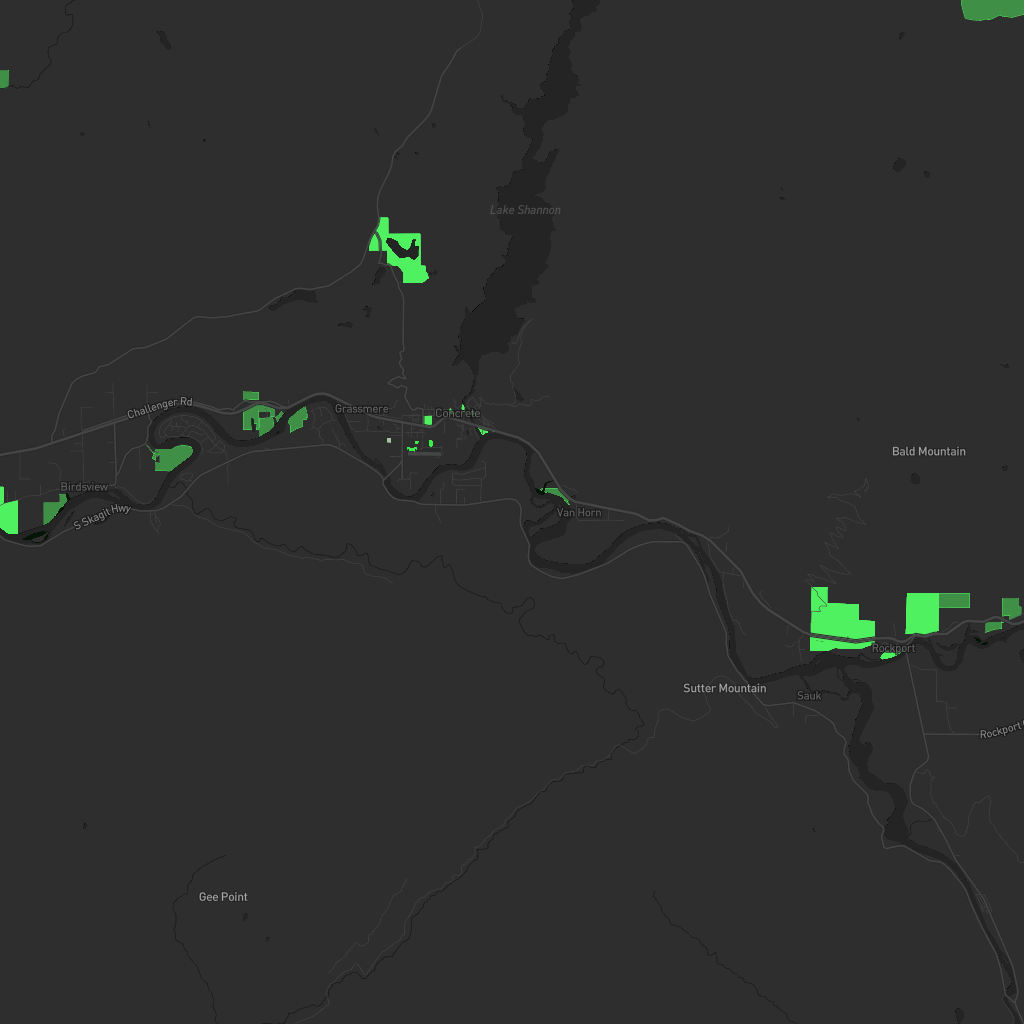 Lake Shannon
Challenger Rd
Grassmere
Concrete
Bald Mountain
Birdsview
S Skagit Hwy
Van Horn
Rockport
Sutter Mountain
Sauk
Rockport
Gee Point